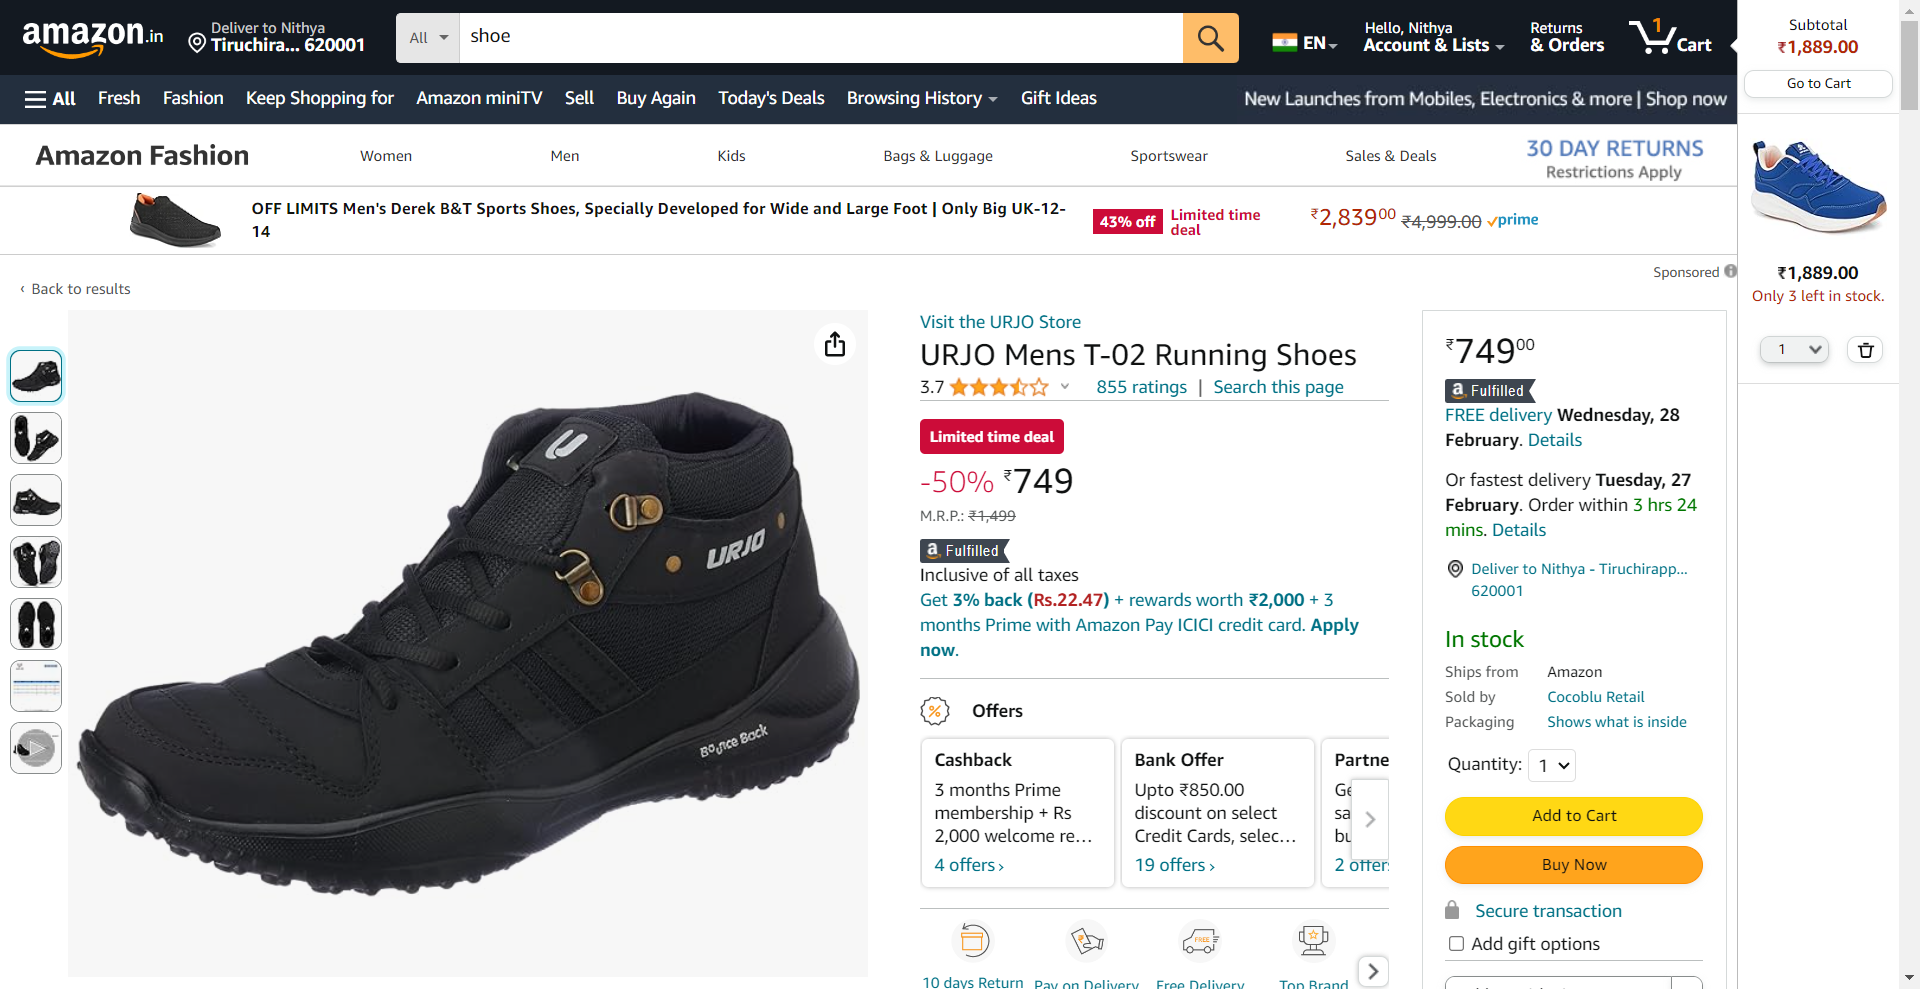 amazon.in
Deliver to Nithya
Tiruchira... 620001
All
shoe
EN
Hello, Nithya
Account & Lists
Returns
& Orders
1
Cart
Subtotal
₹1,889.00
Go to Cart
All
Fresh
Fashion
Keep Shopping for
Amazon miniTV
Sell
Buy Again
Today's Deals
Browsing History
Gift Ideas
New Launches from Mobiles, Electronics & more | Shop now
Amazon Fashion
Women
Men
Kids
Bags & Luggage
Sportswear
Sales & Deals
30 DAY RETURNS
Restrictions Apply
OFF LIMITS Men's Derek B&T Sports Shoes, Specially Developed for Wide and Large Foot | Only Big UK-12-
14
43% off
Limited time
deal
₹2,83900 ₹4,999.00 prime
Sponsored
₹1,889.00
Only 3 left in stock.
1
‹ Back to results
URJO
Bounce Back
Visit the URJO Store
URJO Mens T-02 Running Shoes
3.7
855 ratings | Search this page
Limited time deal
-50% ₹749
M.R.P.: ₹1,499
a Fulfilled
Inclusive of all taxes
Get 3% back (Rs.22.47) + rewards worth ₹2,000 + 3
months Prime with Amazon Pay ICICI credit card. Apply
now.
Offers
Cashback
3 months Prime
membership + Rs
2,000 welcome re…
4 offers ›
Bank Offer
Upto ₹850.00
discount on select
Credit Cards, selec…
19 offers ›
Partne
Ge
sa
bu
2 offers
10 days Return
Pay on Delivery
Free Delivery
FREE
Top Brand
₹74900
a Fulfilled
FREE delivery Wednesday, 28
February. Details
Or fastest delivery Tuesday, 27
February. Order within 3 hrs 24
mins. Details
Deliver to Nithya - Tiruchirapp...
620001
In stock
Ships from Amazon
Sold by Cocoblu Retail
Packaging Shows what is inside
Quantity: 1
Add to Cart
Buy Now
Secure transaction
Add gift options